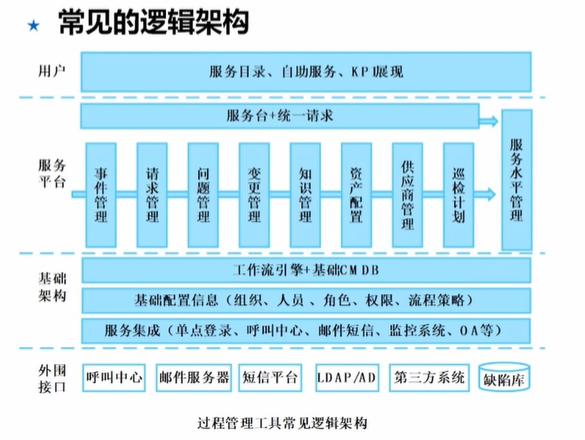 ★ 常见的逻辑架构
用户
服务目录、自助服务、KPI展现
服务台+统一请求
服务
平台
事件管理
请求管理
问题管理
变更管理
知识管理
资产配置
供应商管理
巡检计划
服务水平管理
基础
架构
工作流引擎+基础CMDB
基础配置信息（组织、人员、角色、权限、流程策略）
服务集成（单点登录、呼叫中心、邮件短信、监控系统、OA等）
外围
接口
呼叫中心
邮件服务器
短信平台
LDAP/AD
第三方系统
缺陷库
过程管理工具常见逻辑架构